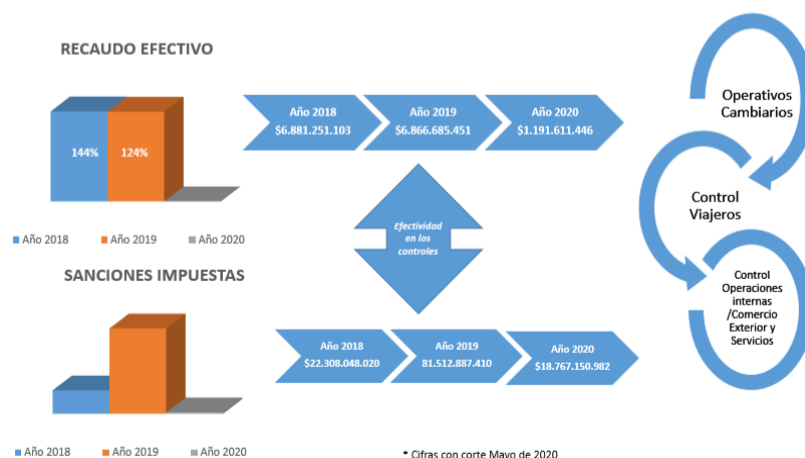 RECAUDO EFECTIVO
144%
124%
Año 2018
Año 2019
Año 2020
Año 2018
$6.881.251.103
Año 2019
$6.866.685.451
Año 2020
$1.191.611.446
Efectividad
en los
controles
SANCIONES IMPUESTAS
Año 2018
Año 2019
Año 2020
Año 2018
$22.308.048.020
Año 2019
81.512.887.410
Año 2020
$18.767.150.982
* Cifras con corte Mayo de 2020
Operativos
Cambiarios
Control
Viajeros
Control
Operaciones
internas
/Comercio
Exterior y
Servicios